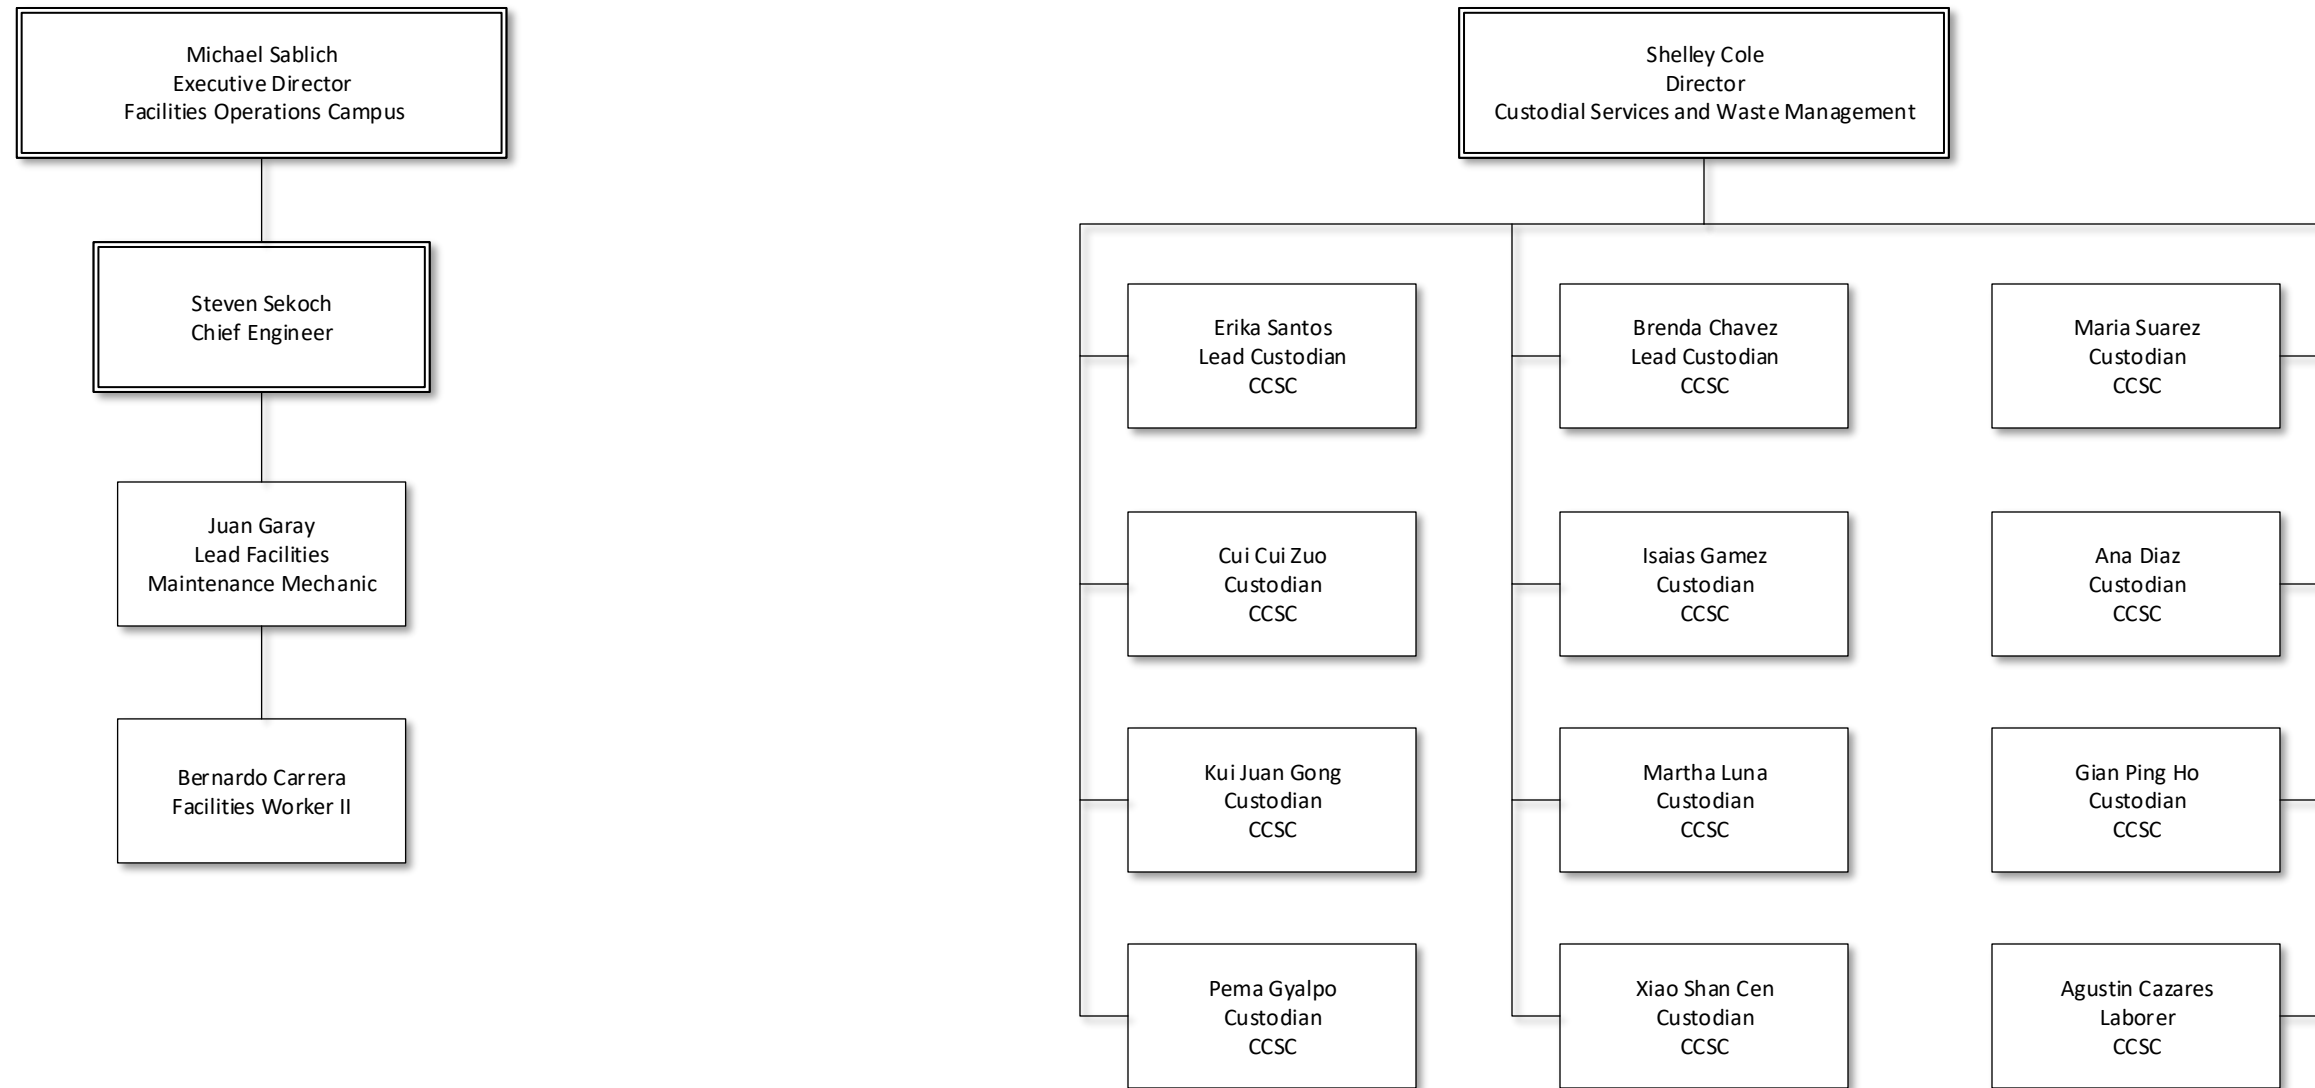 Michael Sablich
Executive Director
Facilities Operations Campus
Steven Sekoch
Chief Engineer
Juan Garay
Lead Facilities
Maintenance Mechanic
Bernardo Carrera
Facilities Worker II
Shelley Cole
Director
Custodial Services and Waste Management
Erika Santos
Lead Custodian
CCSC
Brenda Chavez
Lead Custodian
CCSC
Maria Suarez
Custodian
CCSC
Cui Cui Zuo
Custodian
CCSC
Isaias Gamez
Custodian
CCSC
Ana Diaz
Custodian
CCSC
Kui Juan Gong
Custodian
CCSC
Martha Luna
Custodian
CCSC
Gian Ping Ho
Custodian
CCSC
Pema Gyalpo
Custodian
CCSC
Xiao Shan Cen
Custodian
CCSC
Agustin Cazares
Laborer
CCSC